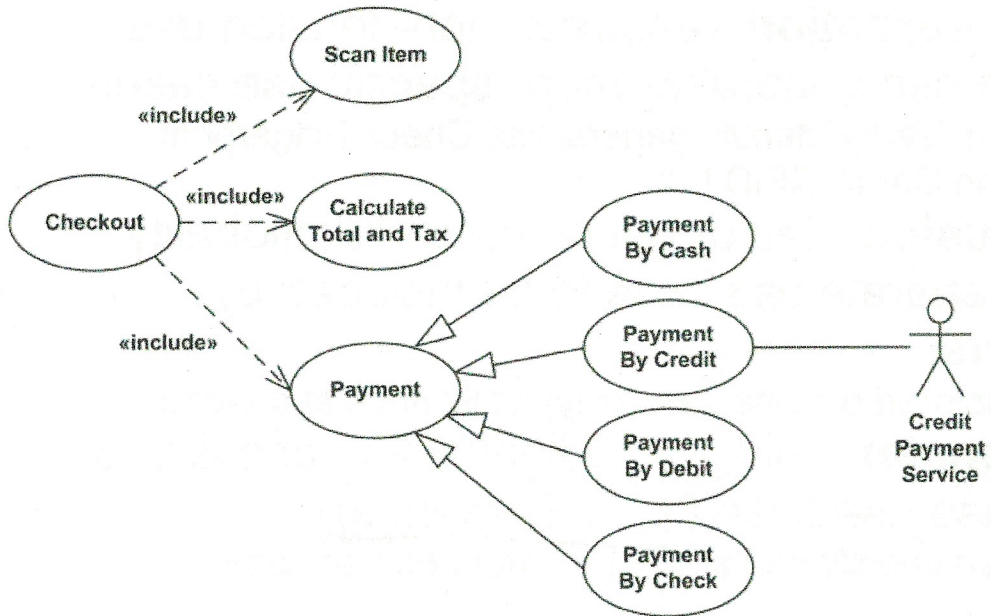 Scan Item
«include»
«include»
Checkout
Calculate
Total and Tax
«include»
Payment
Payment
By Cash
Payment
By Credit
Payment
By Debit
Payment
By Check
Credit
Payment
Service